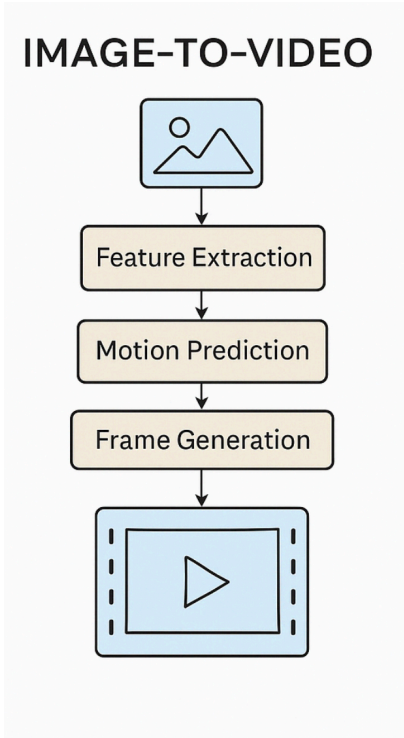 IMAGE-TO-VIDEO
Feature Extraction
Motion Prediction
Frame Generation